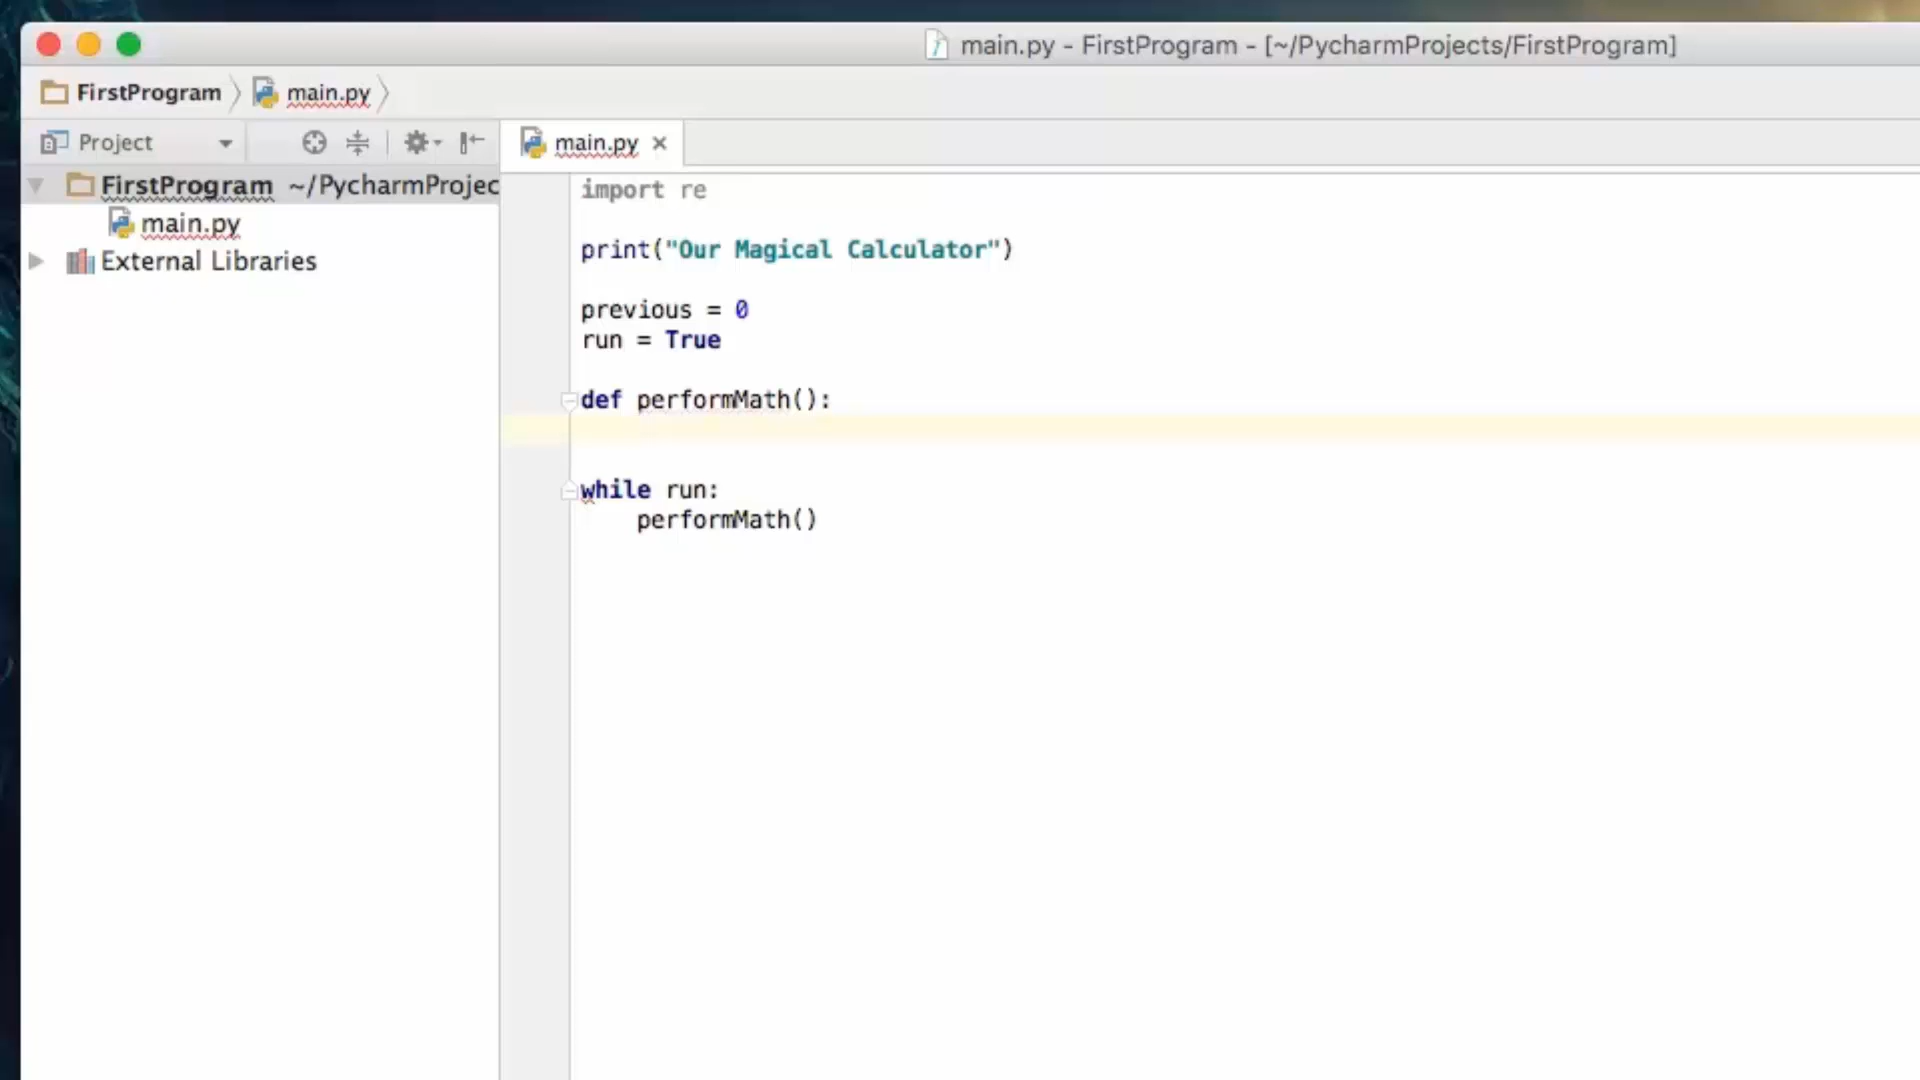 main.py - FirstProgram - [~/PycharmProjects/FirstProgram]
FirstProgram main.py
Project
main.py
FirstProgram ~/PycharmProjec
main.py
External Libraries
import re
print("Our Magical Calculator")
previous = 0
run = True
def performMath():
while run:
performMath()